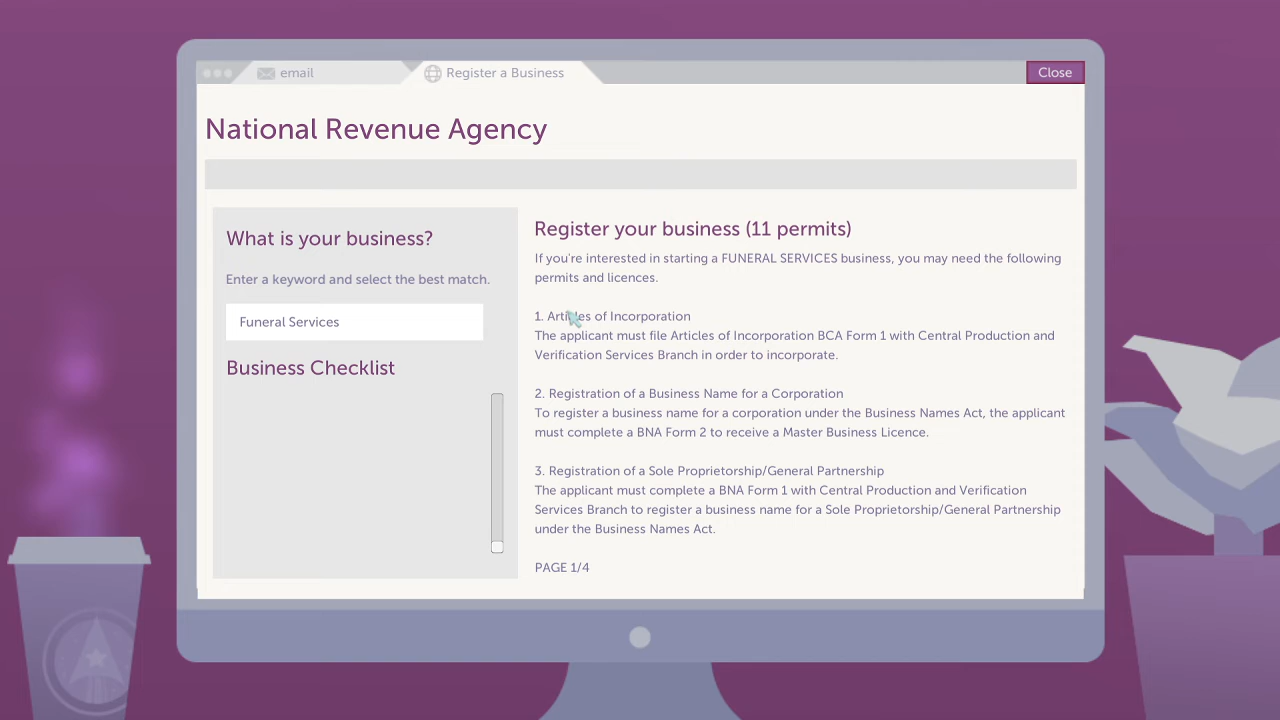 email
Register a Business
Close
National Revenue Agency
What is your business?
Enter a keyword and select the best match.
Funeral Services
Business Checklist
Register your business (11 permits)
If you're interested in starting a FUNERAL SERVICES business, you may need the following
permits and licences.
1. Articles of Incorporation
The applicant must file Articles of Incorporation BCA Form 1 with Central Production and
Verification Services Branch in order to incorporate.
2. Registration of a Business Name for a Corporation
To register a business name for a corporation under the Business Names Act, the applicant
must complete a BNA Form 2 to receive a Master Business Licence.
3. Registration of a Sole Proprietorship/General Partnership
The applicant must complete a BNA Form 1 with Central Production and Verification
Services Branch to register a business name for a Sole Proprietorship/General Partnership
under the Business Names Act.
PAGE 1/4